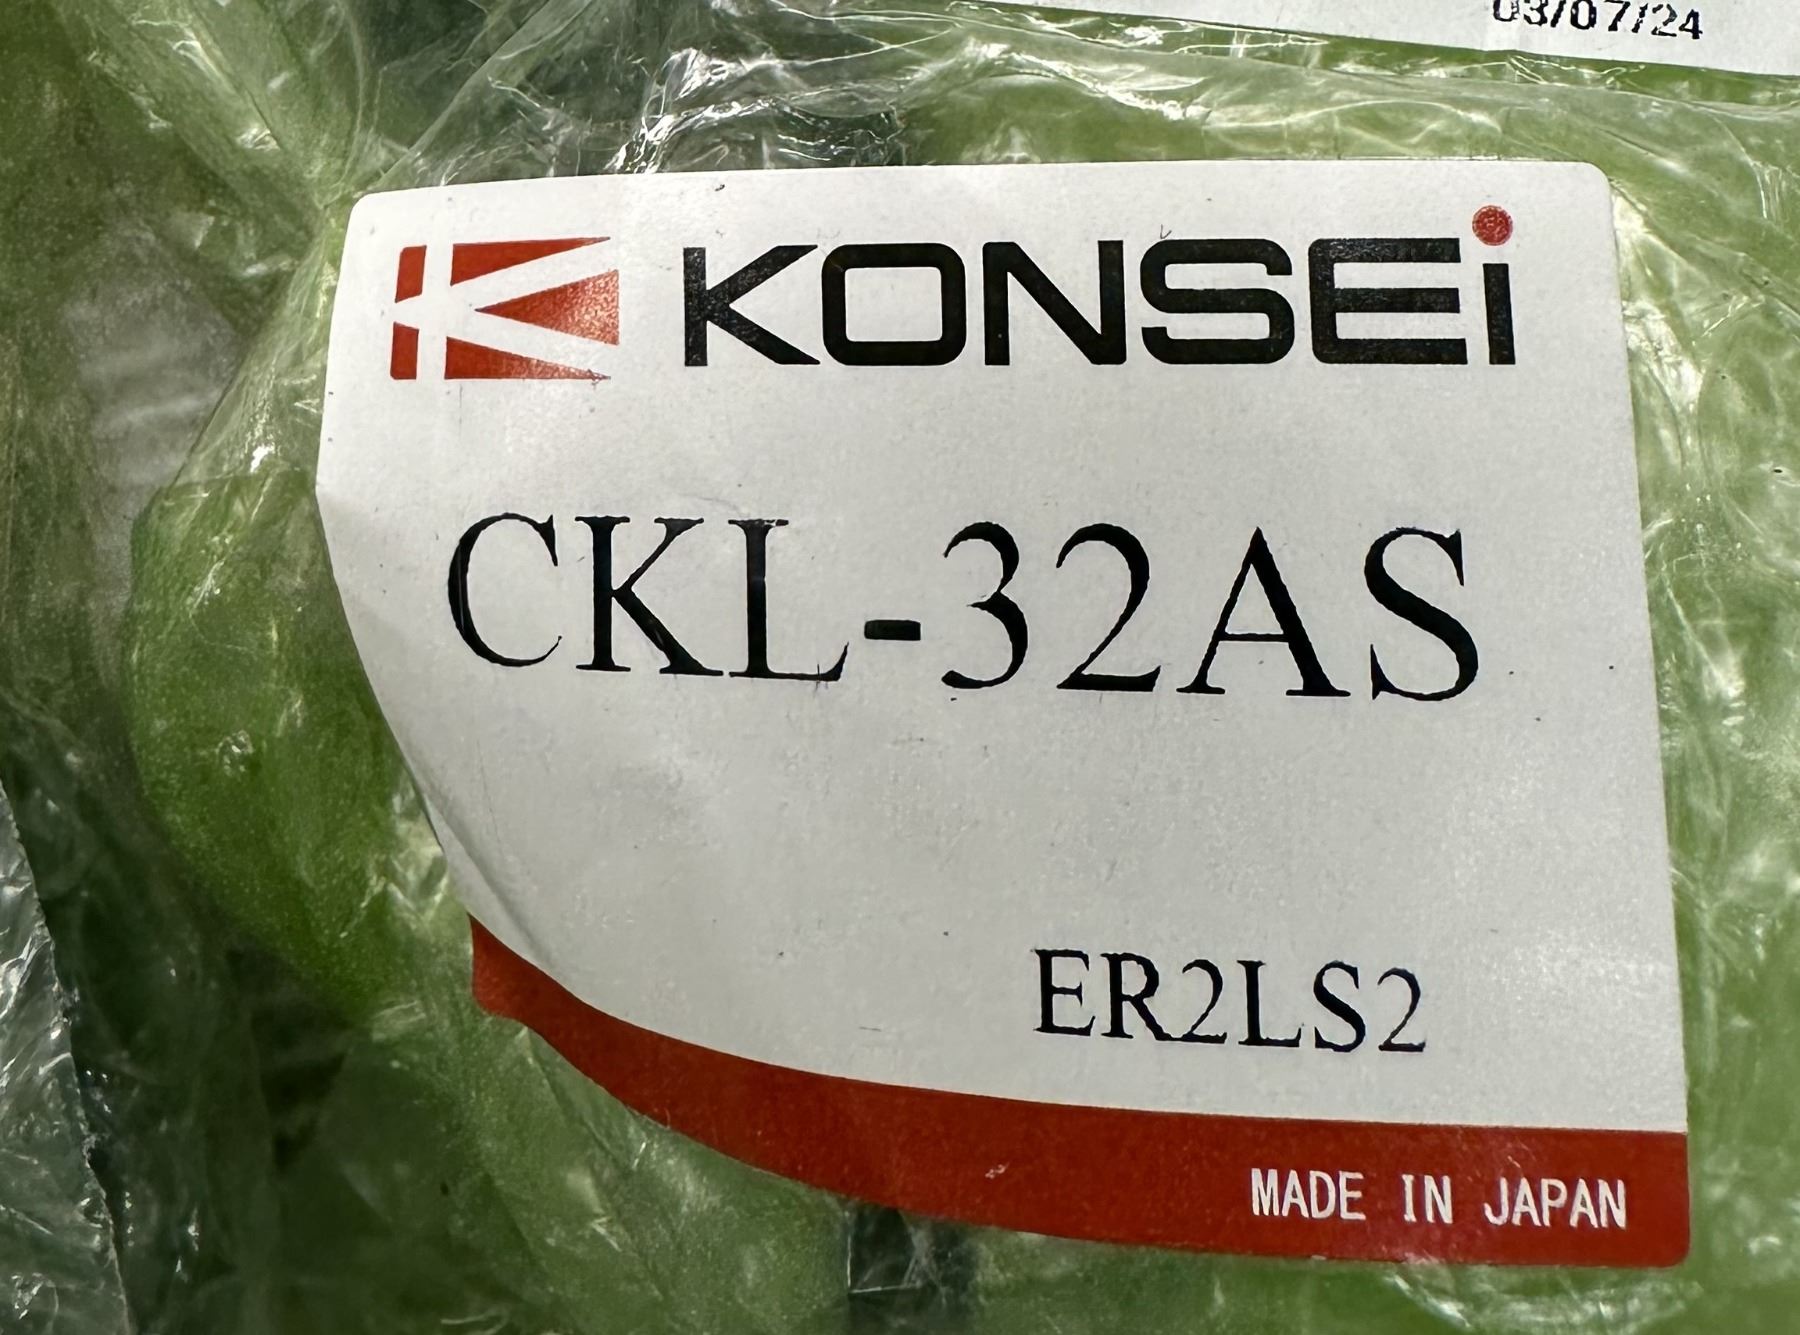 03/07/24
KONSEi
CKL-32AS
ER2LS2
MADE IN JAPAN